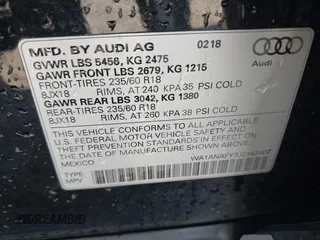 MFD. BY AUDI AG 0218
GVWR LBS 5456, KG 2475
GAWR FRONT LBS 2679, KG 1215
FRONT-TIRES 235/60 R18
8JX18 RIMS, AT 240 KPA 35 PSI COLD
GAWR REAR LBS 3042, KG 1380
REAR-TIRES 235/60 R18
8JX18 RIMS, AT 260 KPA 38 PSI COLD
Audi
THIS VEHICLE CONFORMS TO ALL APPLICABLE
U.S. FEDERAL MOTOR VEHICLE SAFETY
BUMPER, AND THEFT PREVENTION STANDARDS
IN EFFECT ON THE DATE OF MANUFACTURE
SHOWN ABOVE.
MEXICO
TYPE:
MPV
DREAMBID